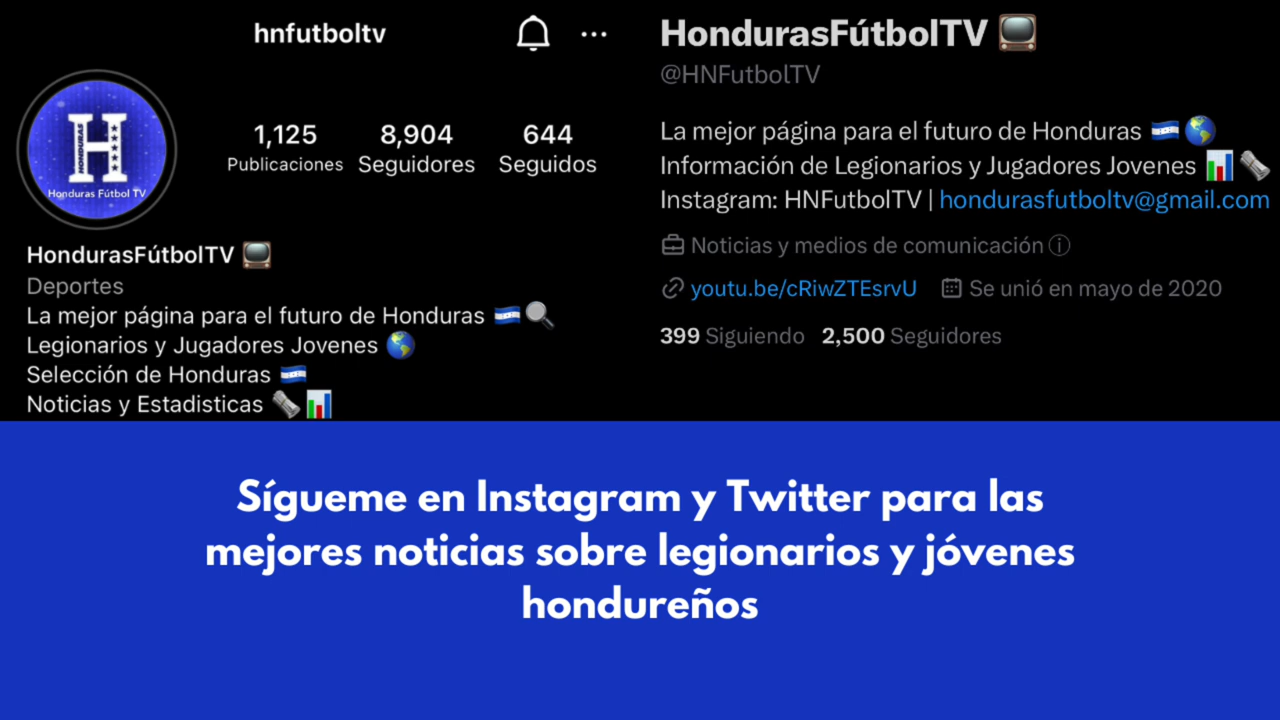 hnfutboltv
HONDURAS
Honduras Fútbol TV
1,125 8,904 644
Publicaciones Seguidores Seguidos
HondurasFútbolTV
Deportes
La mejor página para el futuro de Honduras
Legionarios y Jugadores Jovenes
Selección de Honduras
Noticias y Estadisticas
HondurasFútbolTV
@HNFutbolTV
La mejor página para el futuro de Honduras
Información de Legionarios y Jugadores Jovenes
Instagram: HNFutbolTV | hondurasfutboltv@gmail.com
Noticias y medios de comunicación
youtu.be/cRiwZTEsrvU Se unió en mayo de 2020
399 Siguiendo 2,500 Seguidores
Sígueme en Instagram y Twitter para las
mejores noticias sobre legionarios y jóvenes
hondureños